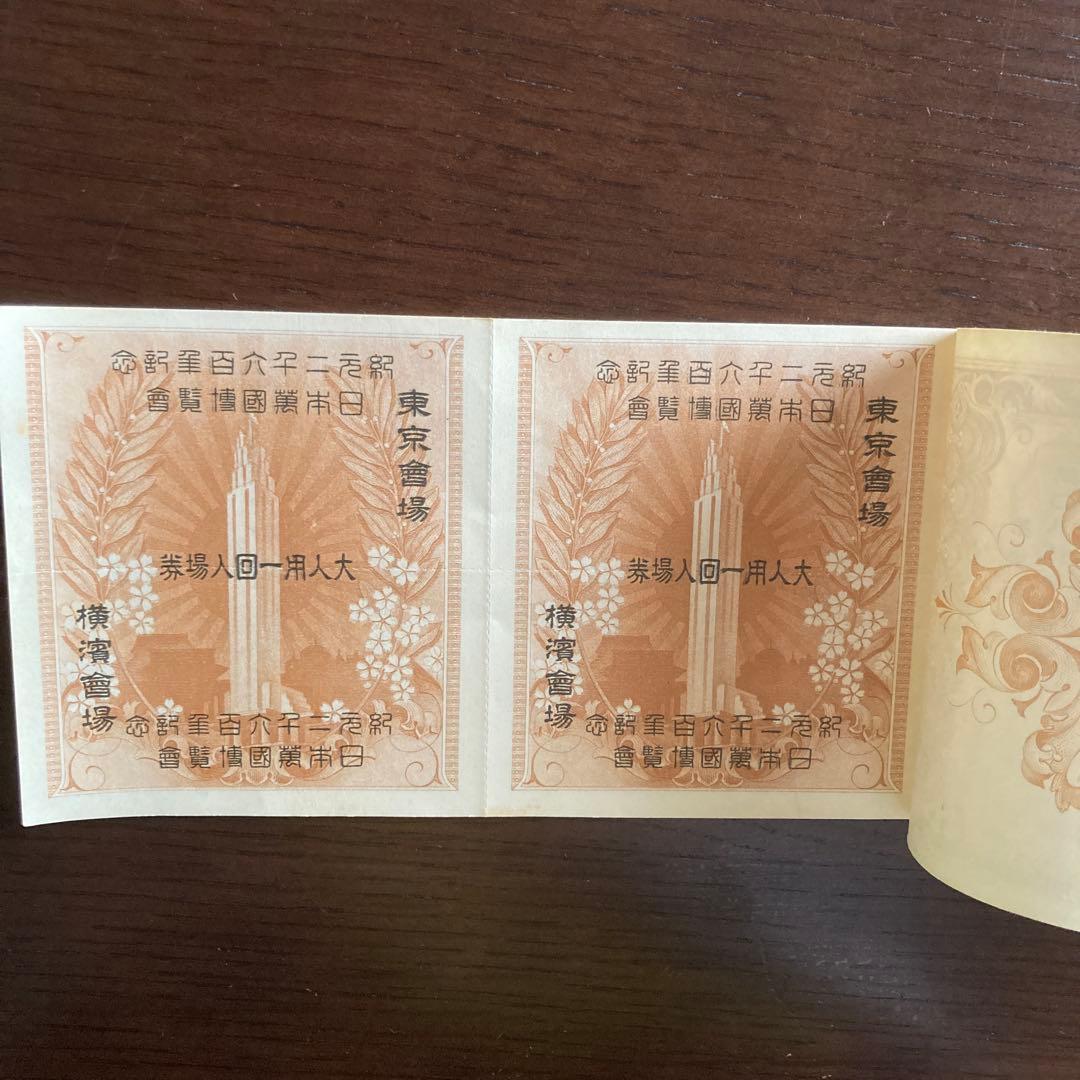 紀元二千六百年記念
日本萬國博覧會
東京會場
大人用一回入場券
横濱會場
紀元二千六百年記念
日本萬國博覧會
紀元二千六百年記念
日本萬國博覧會
東京會場
大人用一回入場券
横濱會場
紀元二千六百年記念
日本萬國博覧會